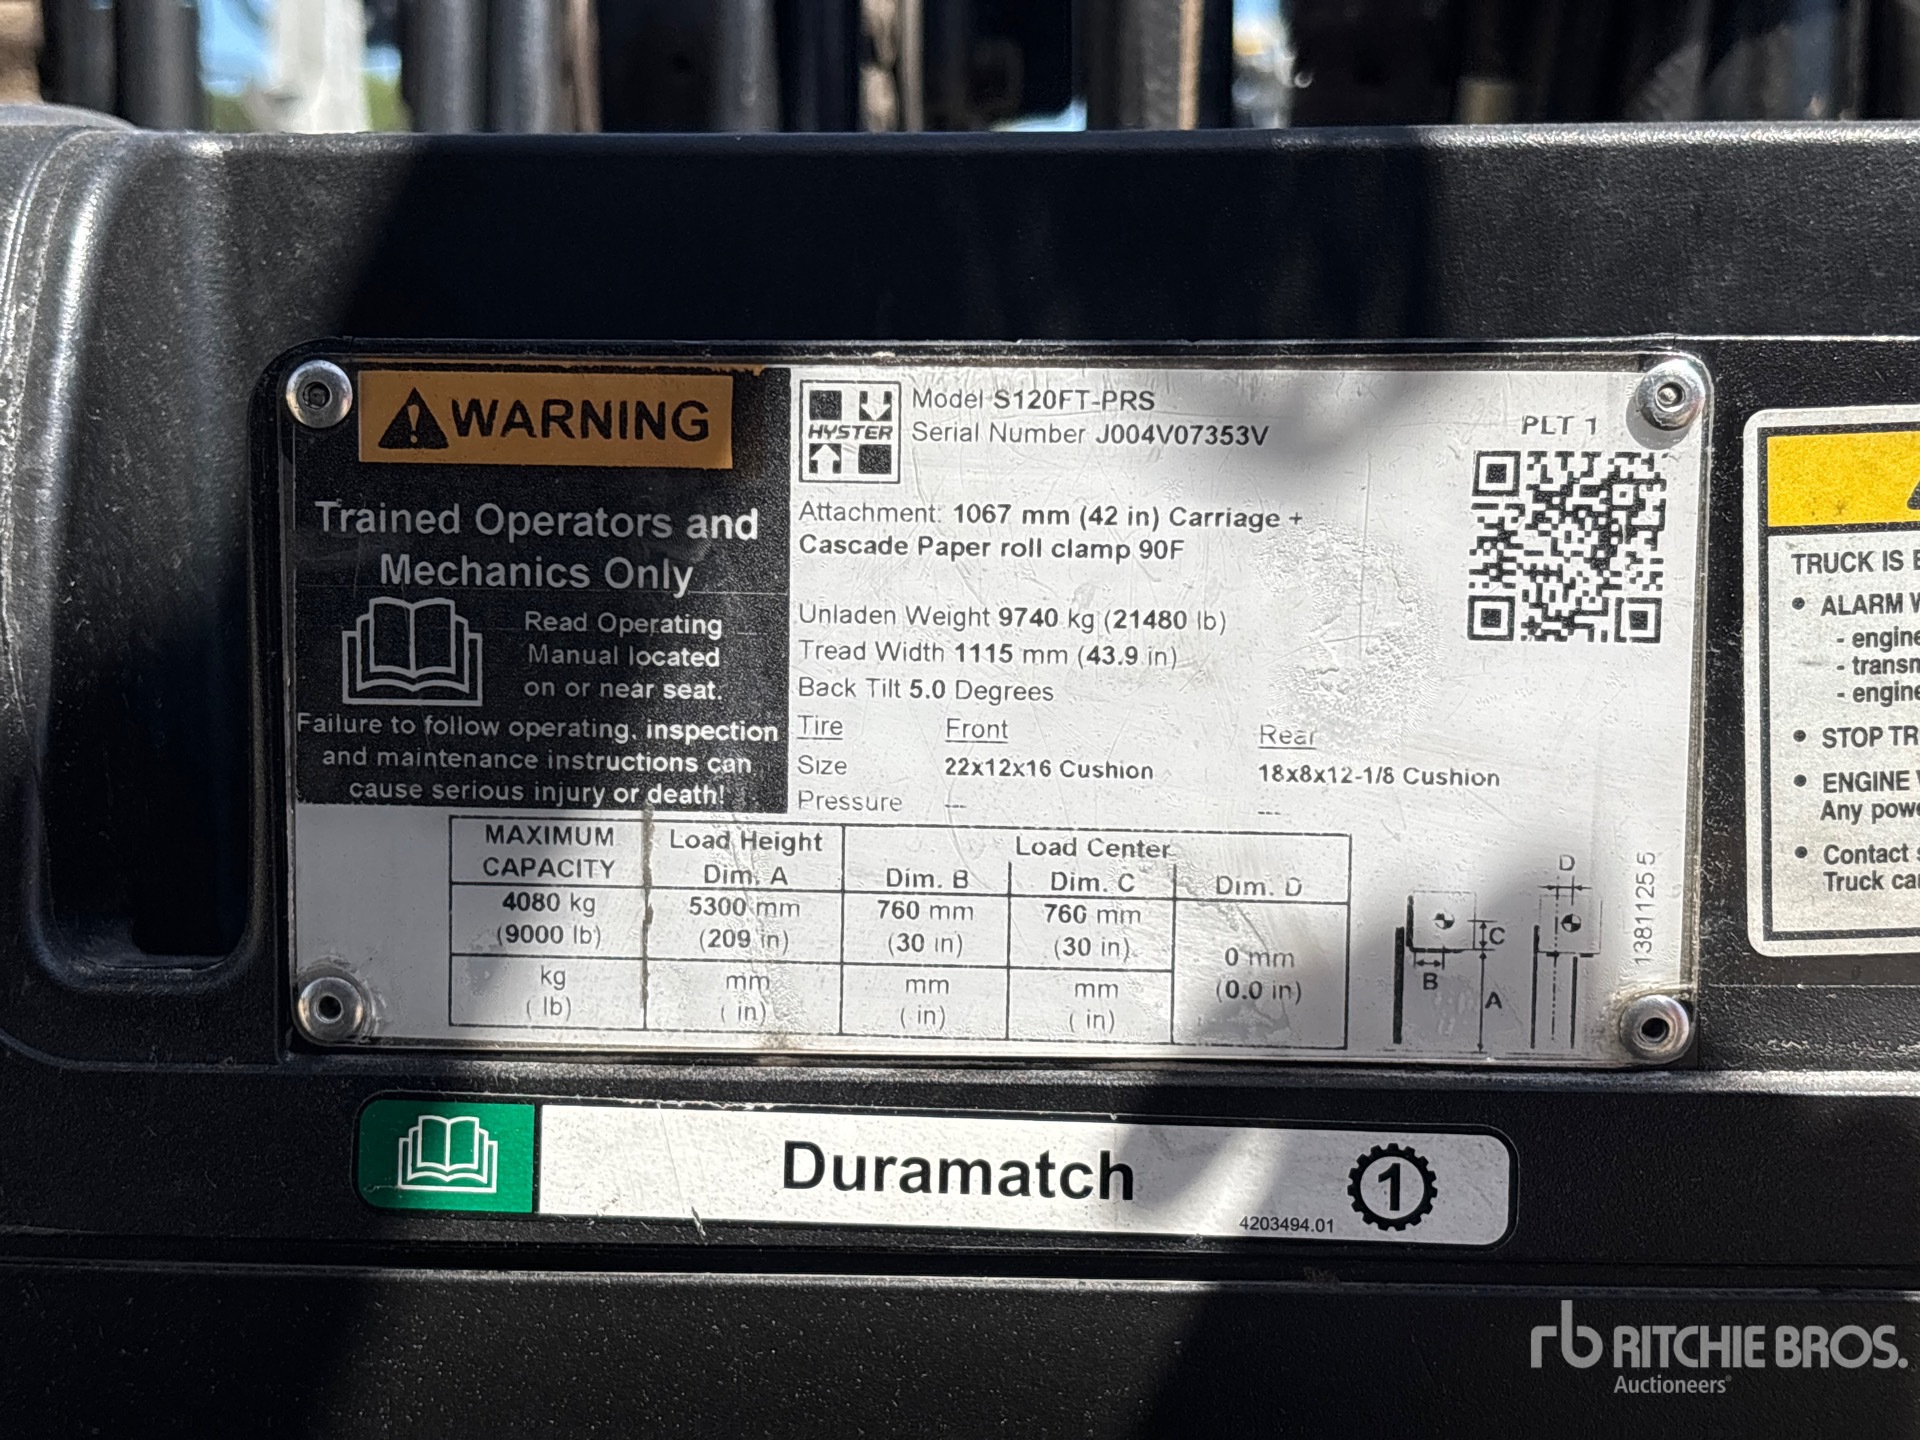 WARNING
Trained Operators and
Mechanics Only
Read Operating
Manual located
on or near seat.
Failure to follow operating, inspection
and maintenance instructions can
cause serious injury or death!
HYSTER
Model S120FT-PRS
Serial Number J004V07353V
PLT 1
Attachment: 1067 mm (42 in) Carriage +
Cascade Paper roll clamp 90F
Unladen Weight 9740 kg (21480 lb)
Tread Width 1115 mm (43.9 in)
Back Tilt 5.0 Degrees
Tire Front Rear
Size 22x12x16 Cushion 18x8x12-1/8 Cushion
Pressure --- ---
MAXIMUM CAPACITY Load Height Dim. A Load Center
Dim. B Dim. C Dim. D
4080 kg 5300 mm 760 mm 760 mm 0 mm
(9000 lb) (209 in) (30 in) (30 in) (0.0 in)
kg mm mm mm
( lb) ( in) ( in) ( in)
D
C
B
A
13811255
TRUCK IS
• ALARM
- engine
- engine
• STOP
• ENGINE
Any
• Contact
Truck
Duramatch
1
4203494.01
rb RITCHIE BROS.
Auctioneers